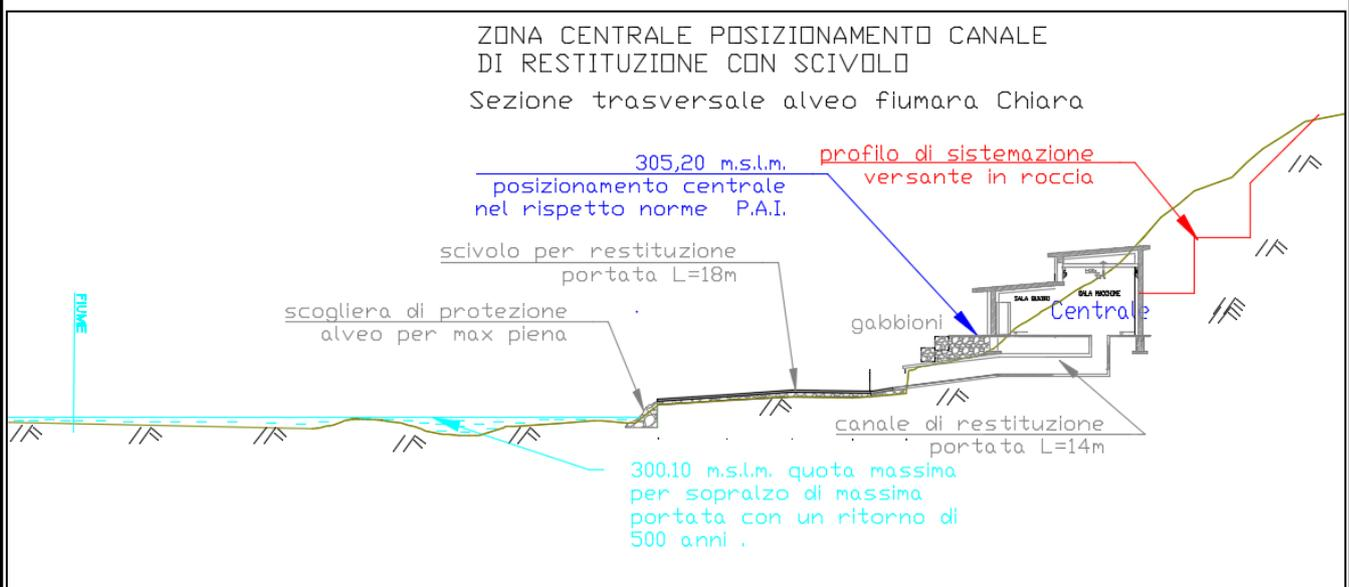 ZONA CENTRALE POSIZIONAMENTO CANALE
DI RESTITUZIONE CON SCIVOLO
Sezione trasversale alveo fiumara Chiara
305,20 m.s.l.m.
posizionamento centrale
nel rispetto norme P.A.I.
profilo di sistemazione
versante in roccia
scivolo per restituzione
portata L=18m
scogliera di protezione
alveo per max piena
FIUME
gabbioni
SALA QUADRI
SALA MACCHINE
Centrale
canale di restituzione
portata L=14m
300.10 m.s.l.m. quota massima
per sopralzo di massima
portata con un ritorno di
500 anni .